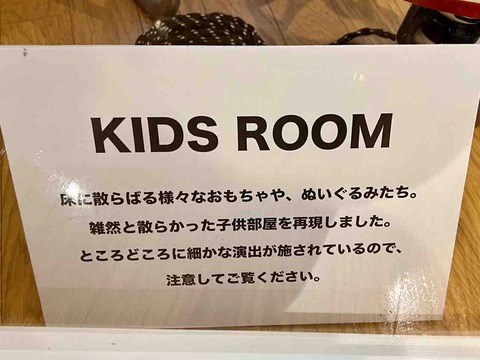 KIDS ROOM
床に散らばる様々なおもちゃや、ぬいぐるみたち。
雑然と散らかった子供部屋を再現しました。
ところどころに細かな演出が施されているので、
注意してご覧ください。